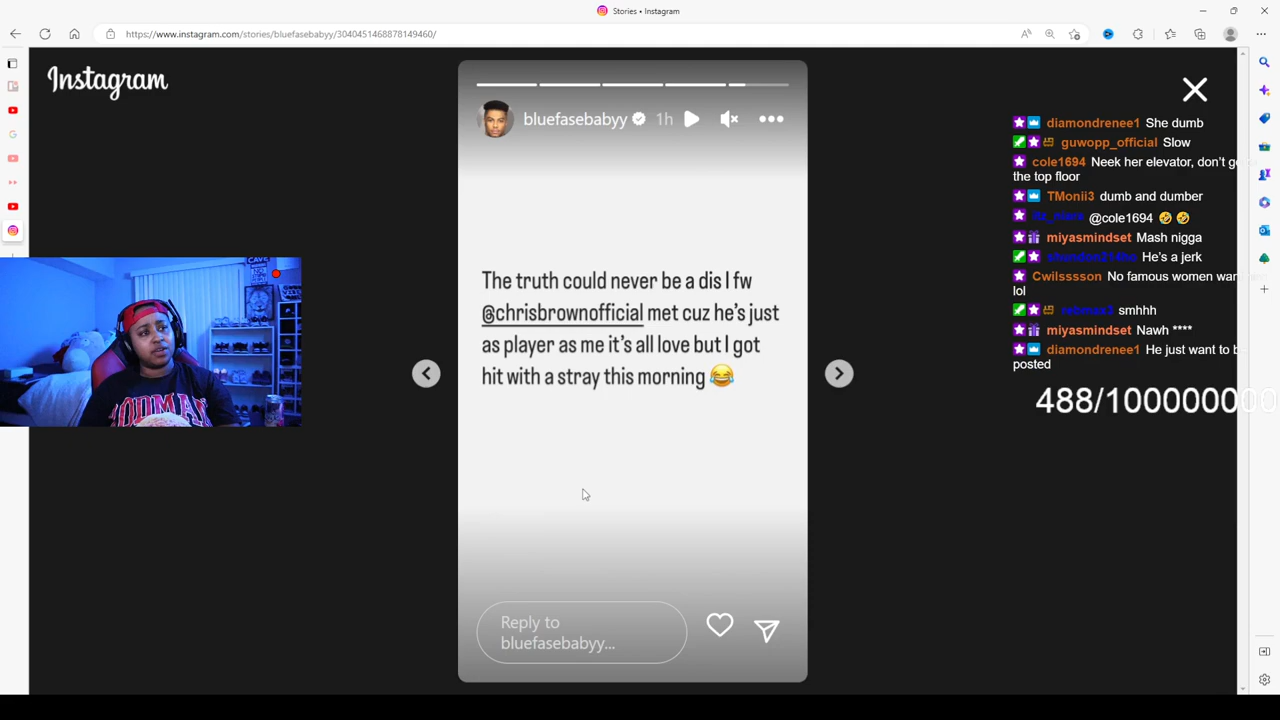 Stories • Instagram
https://www.instagram.com/stories/bluefasebabyy/3040451468878149460/
Instagram
bluefasebabyy 1h
The truth could never be a dis I fw
@chrisbrownofficial met cuz he's just
as player as me it's all love but I got
hit with a stray this morning 😂
Reply to
bluefasebabyy...
diamondrenee1 She dumb
guwopp_official Slow
cole1694 Neek her elevator, don't go
the top floor
TMonii3 dumb and dumber
@cole1694 🤣 🤣
miyasmindset Mash nigga
He's a jerk
Cwilsssson No famous women wan
lol
smhhh
miyasmindset Nawh ****
diamondrenee1 He just want to b
posted
488/100000000